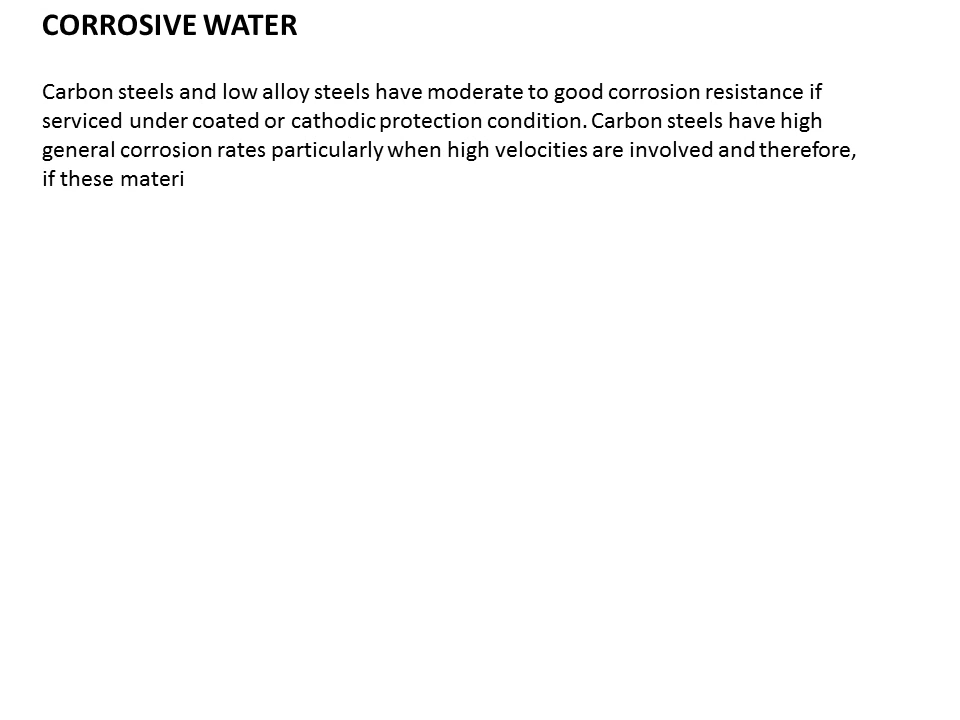 CORROSIVE WATER
Carbon steels and low alloy steels have moderate to good corrosion resistance if
serviced under coated or cathodic protection condition. Carbon steels have high
general corrosion rates particularly when high velocities are involved and therefore,
if these materi